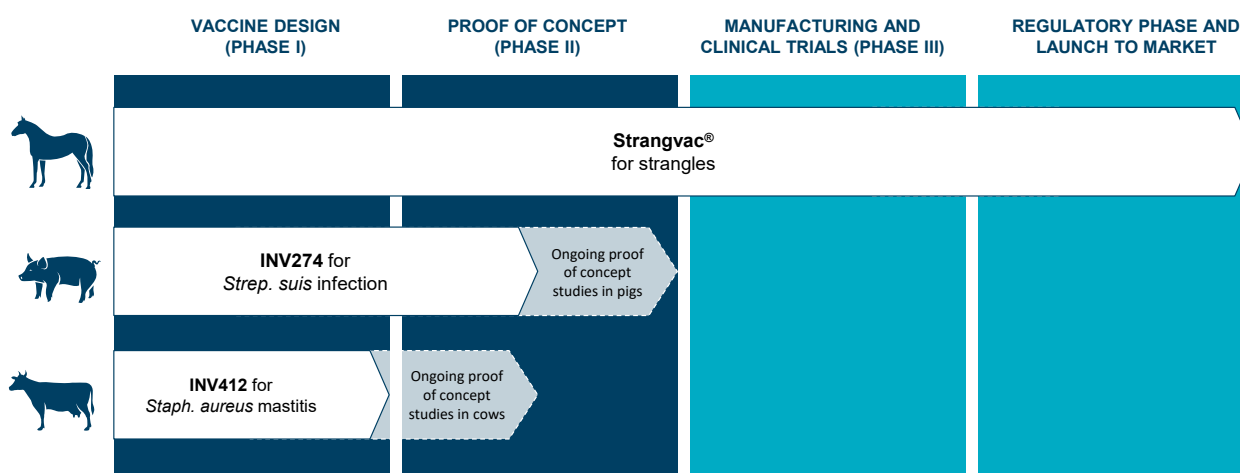 VACCINE DESIGN
(PHASE I)
PROOF OF CONCEPT
(PHASE II)
MANUFACTURING AND
CLINICAL TRIALS (PHASE III)
REGULATORY PHASE AND
LAUNCH TO MARKET
Strangvac®
for strangles
INV274 for
Strep. suis infection
Ongoing proof
of concept
studies in pigs
INV412 for
Staph. aureus mastitis
Ongoing proof
of concept
studies in cows